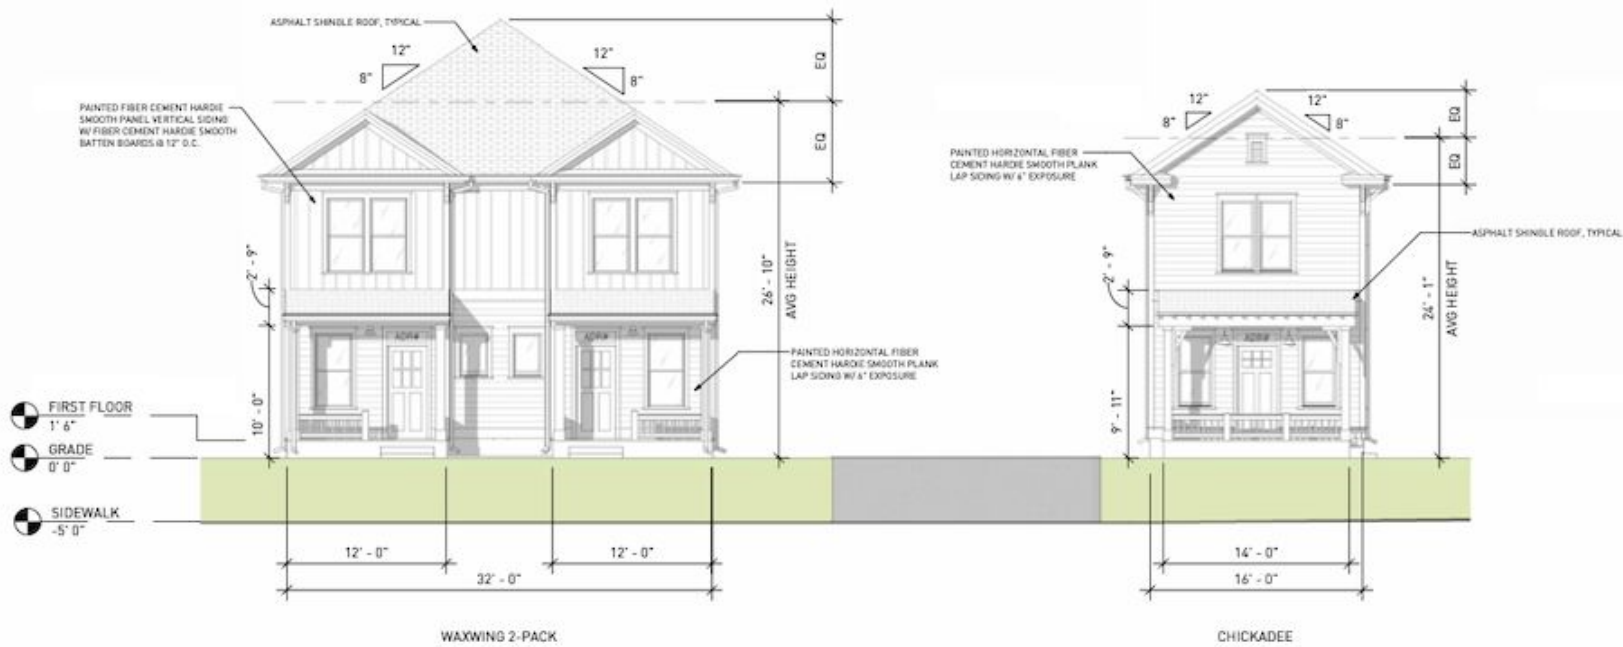 ASPHALT SHINGLE ROOF, TYPICAL
12"
8"
12"
8"
EQ
EQ
PAINTED FIBER CEMENT HARDIE
SMOOTH PANEL VERTICAL SIDING
W/ FIBER CEMENT HARDIE SMOOTH
BATTEN BOARDS @ 12" O.C.
2' - 9"
10' - 0"
26' - 10"
AVG HEIGHT
PAINTED HORIZONTAL FIBER
CEMENT HARDIE SMOOTH PLANK
LAP SIDING W/ 6" EXPOSURE
ADR#
ADR#
FIRST FLOOR
1' 6"
GRADE
0' 0"
SIDEWALK
-5' 0"
12' - 0"
12' - 0"
32' - 0"
WAXWING 2-PACK
12"
8"
12"
8"
EQ
EQ
PAINTED HORIZONTAL FIBER
CEMENT HARDIE SMOOTH PLANK
LAP SIDING W/ 6" EXPOSURE
ASPHALT SHINGLE ROOF, TYPICAL
2' - 9"
9' - 11"
24' - 1"
AVG HEIGHT
ADR#
14' - 0"
16' - 0"
CHICKADEE